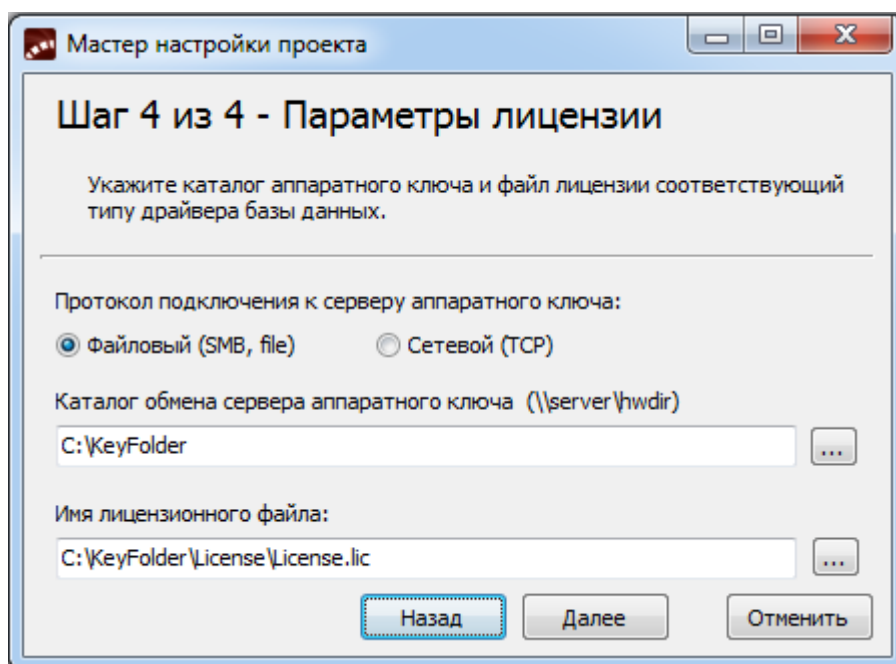 Мастер настройки проекта
Шаг 4 из 4 - Параметры лицензии
Укажите каталог аппаратного ключа и файл лицензии соответствующий
типу драйвера базы данных.
Протокол подключения к серверу аппаратного ключа:
Файловый (SMB, file) Сетевой (TCP)
Каталог обмена сервера аппаратного ключа (\\server\hwdir)
C:\KeyFolder ...
Имя лицензионного файла:
C:\KeyFolder\License\License.lic ...
Назад Далее Отменить